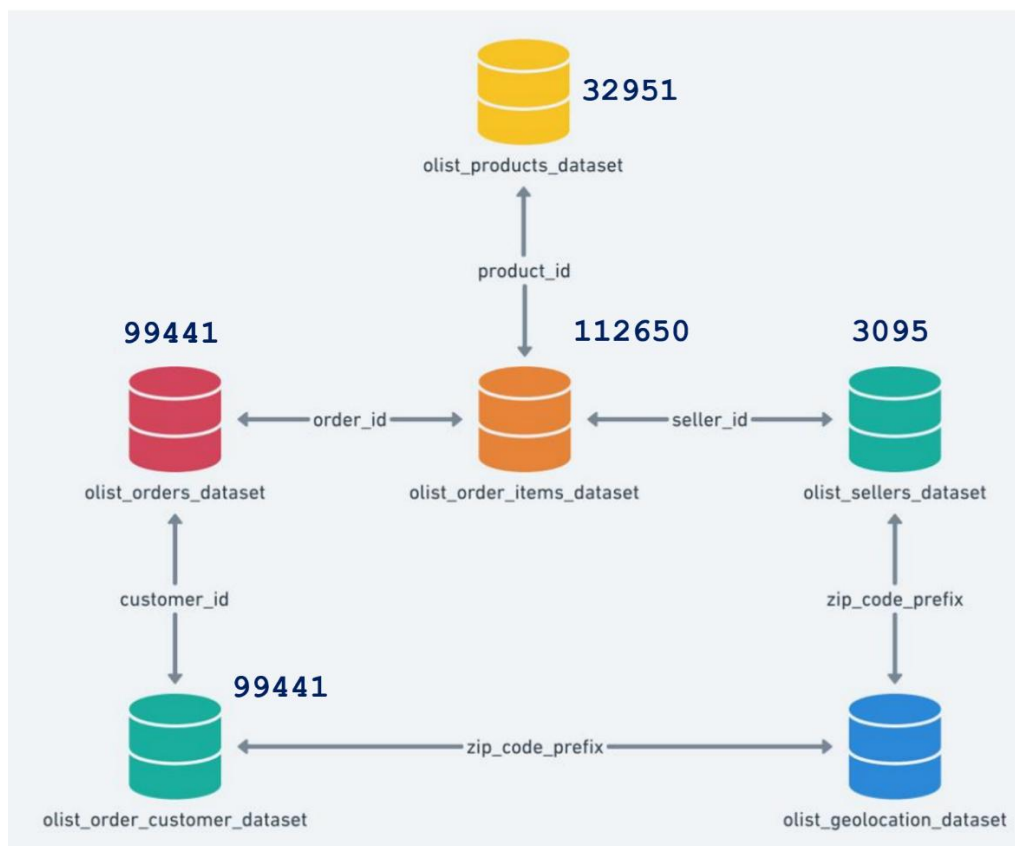 32951
olist_products_dataset
product_id
99441
112650
3095
order_id
seller_id
olist_orders_dataset
olist_order_items_dataset
olist_sellers_dataset
customer_id
zip_code_prefix
99441
zip_code_prefix
olist_order_customer_dataset
olist_geolocation_dataset